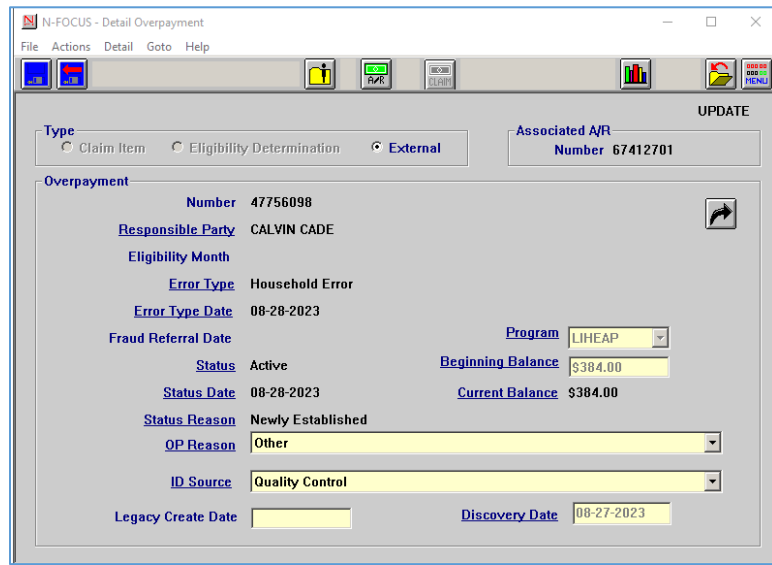 N-FOCUS - Detail Overpayment
File Actions Detail Goto Help
A/R CLAIM MENU
UPDATE
Type
Claim Item Eligibility Determination External
Associated A/R
Number 67412701
Overpayment
Number 47756098
Responsible Party CALVIN CADE
Eligibility Month
Error Type Household Error
Error Type Date 08-28-2023
Fraud Referral Date Program LIHEAP
Status Active Beginning Balance $384.00
Status Date 08-28-2023 Current Balance $384.00
Status Reason Newly Established
OP Reason Other
ID Source Quality Control
Legacy Create Date Discovery Date 08-27-2023